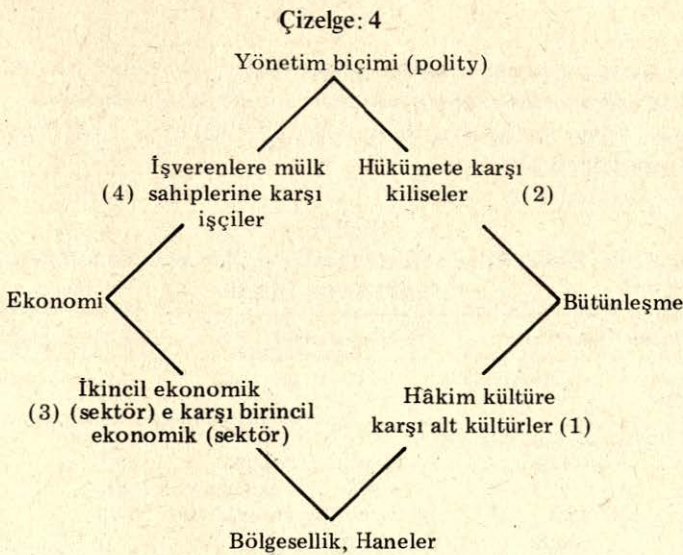 Çizelge: 4
Yönetim biçimi (polity)
İşverenlere mülk
(4) sahiplerine karşı
işçiler
Hükümete karşı
kiliseler (2)
Ekonomi
Bütünleşme
İkincil ekonomik
(3) (sektör) e karşı birincil
ekonomik (sektör)
Hâkim kültüre
karşı alt kültürler (1)
Bölgesellik, Haneler